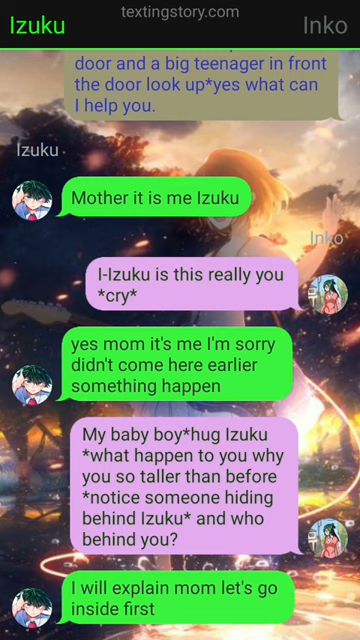 textingstory.com
Izuku
Inko
door and a big teenager in front
the door look up*yes what can
I help you.
Izuku
Mother it is me Izuku
Inko
I-Izuku is this really you
*cry*
yes mom it's me I'm sorry
didn't come here earlier
something happen
My baby boy*hug Izuku
*what happen to you why
you so taller than before
*notice someone hiding
behind Izuku* and who
behind you?
I will explain mom let's go
inside first